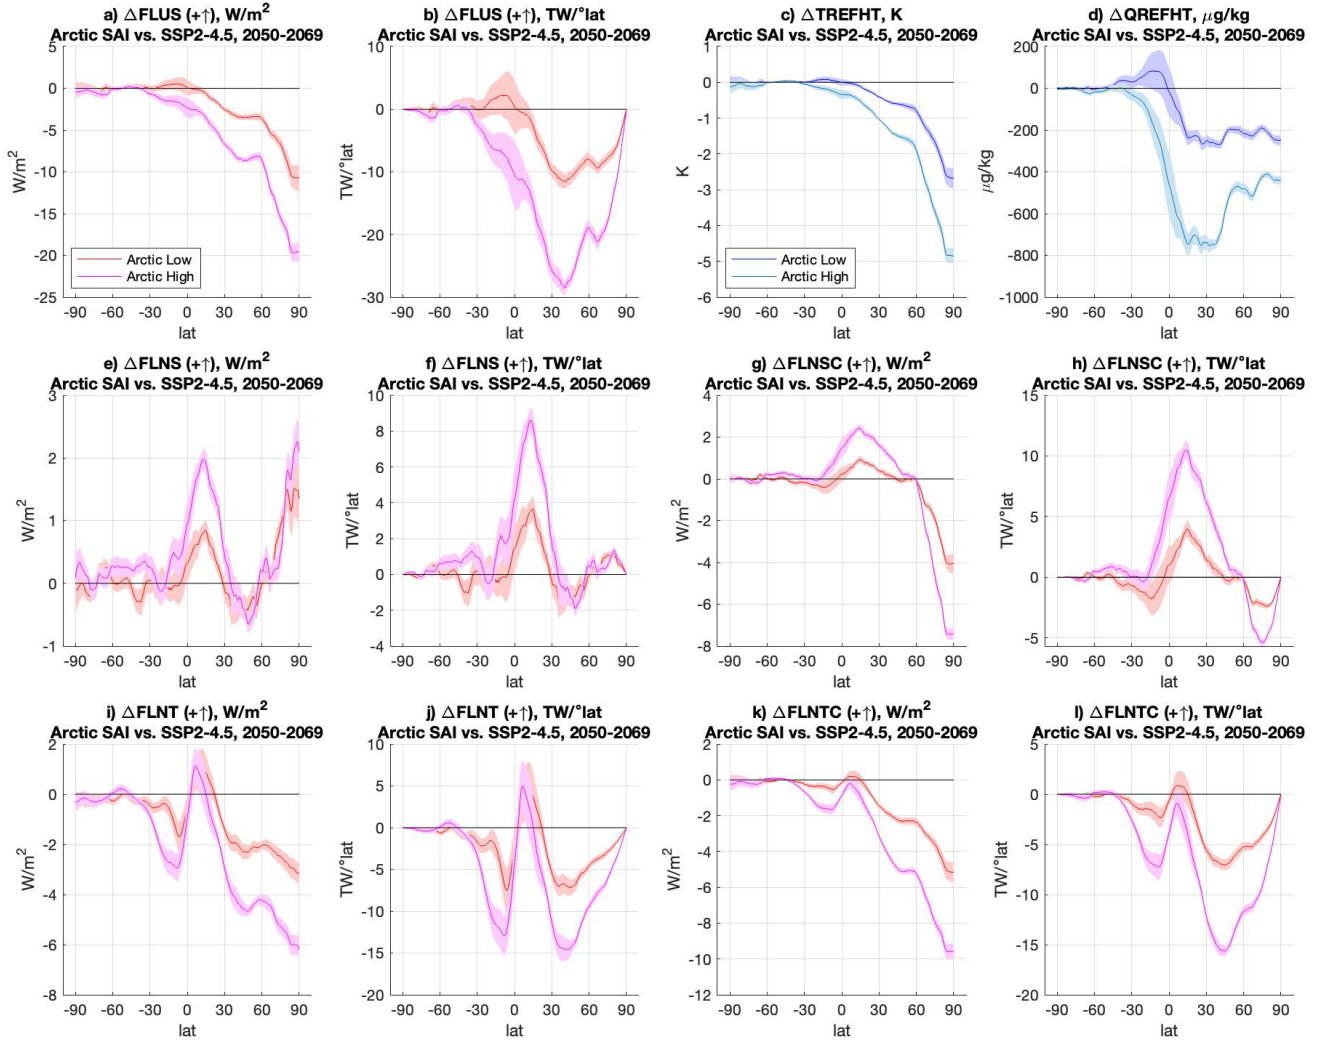 a) △FLUS (+↑), W/m²
Arctic SAI vs. SSP2-4.5, 2050-2069
5
0
-5
-10
-15
-20
-25
W/m²
Arctic Low
Arctic High
-90 -60 -30 0 30 60 90
lat
b) △FLUS (+↑), TW/°lat
Arctic SAI vs. SSP2-4.5, 2050-2069
10
0
-10
-20
-30
TW/°lat
-90 -60 -30 0 30 60 90
lat
c) △TREFHT, K
Arctic SAI vs. SSP2-4.5, 2050-2069
1
0
-1
-2
-3
-4
-5
-6
K
Arctic Low
Arctic High
-90 -60 -30 0 30 60 90
lat
d) △QREFHT, μg/kg
Arctic SAI vs. SSP2-4.5, 2050-2069
200
0
-200
-400
-600
-800
-1000
μg/kg
-90 -60 -30 0 30 60 90
lat
e) △FLNS (+↑), W/m²
Arctic SAI vs. SSP2-4.5, 2050-2069
3
2
1
0
-1
W/m²
-90 -60 -30 0 30 60 90
lat
f) △FLNS (+↑), TW/°lat
Arctic SAI vs. SSP2-4.5, 2050-2069
10
8
6
4
2
0
-2
-4
TW/°lat
-90 -60 -30 0 30 60 90
lat
g) △FLNSC (+↑), W/m²
Arctic SAI vs. SSP2-4.5, 2050-2069
4
2
0
-2
-4
-6
-8
W/m²
-90 -60 -30 0 30 60 90
lat
h) △FLNSC (+↑), TW/°lat
Arctic SAI vs. SSP2-4.5, 2050-2069
15
10
5
0
-5
TW/°lat
-90 -60 -30 0 30 60 90
lat
i) △FLNT (+↑), W/m²
Arctic SAI vs. SSP2-4.5, 2050-2069
2
0
-2
-4
-6
-8
W/m²
-90 -60 -30 0 30 60 90
lat
j) △FLNT (+↑), TW/°lat
Arctic SAI vs. SSP2-4.5, 2050-2069
10
5
0
-5
-10
-15
-20
TW/°lat
-90 -60 -30 0 30 60 90
lat
k) △FLNTC (+↑), W/m²
Arctic SAI vs. SSP2-4.5, 2050-2069
2
0
-2
-4
-6
-8
-10
-12
W/m²
-90 -60 -30 0 30 60 90
lat
l) △FLNTC (+↑), TW/°lat
Arctic SAI vs. SSP2-4.5, 2050-2069
5
0
-5
-10
-15
-20
TW/°lat
-90 -60 -30 0 30 60 90
lat